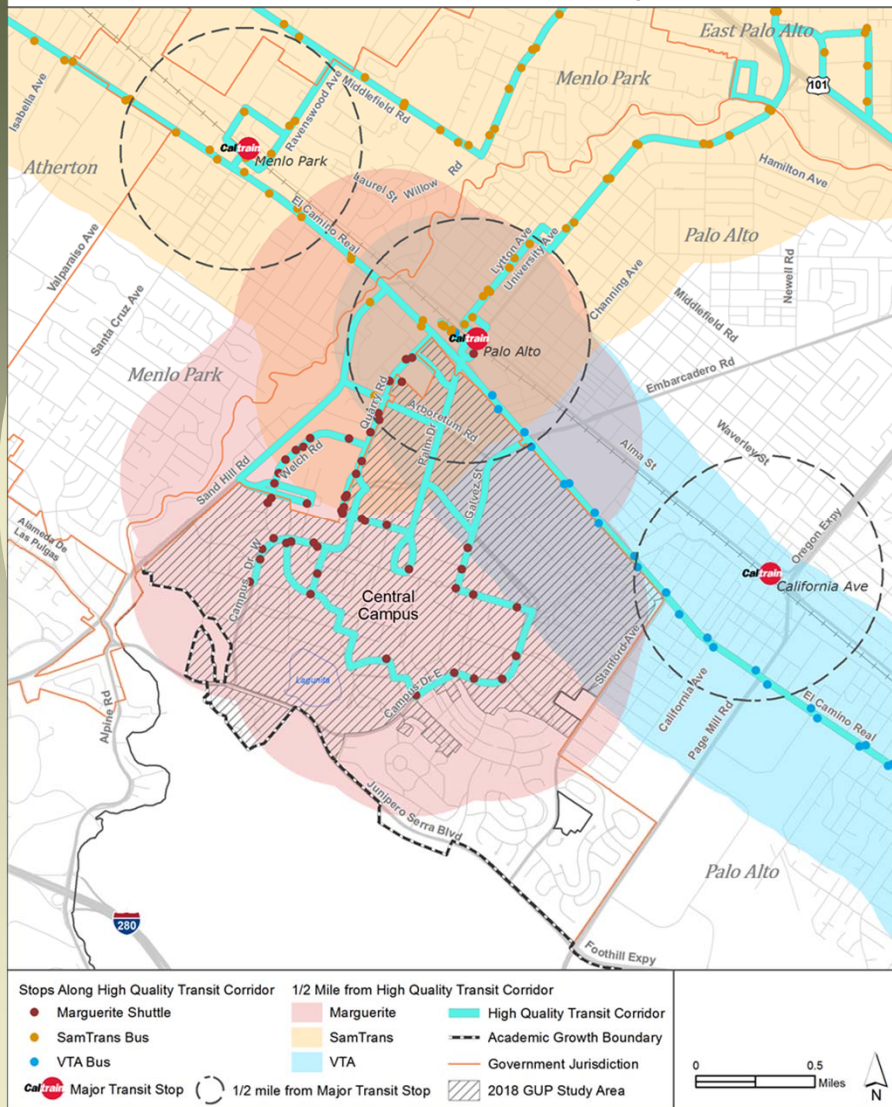 East Palo Alto
Menlo Park
101
Isabella Ave
Ravenswood Ave
Middlefield Rd
Caltrain
Menlo Park
Atherton
Laurel St
Willow Rd
Hamilton Ave
El Camino Real
Valparaiso Ave
Lytton Ave
University Ave
Palo Alto
Channing Ave
Newell Rd
Santa Cruz Ave
Middlefield Rd
Caltrain
Palo Alto
Menlo Park
Embarcadero Rd
Quarry Rd
Arboretum Rd
Palm Dr
Welch Rd
Sand Hill Rd
Galvez St
Alma St
Waverley St
Oregon Expy
Alameda De
Las Pulgas
Campus Dr W
Caltrain
California Ave
Central
Campus
Stanford Ave
Lagunita
Campus Dr E
California Ave
El Camino Real
Alpine Rd
Page Mill Rd
Junipero Serra Blvd
Palo Alto
280
Foothill Expy
Stops Along High Quality Transit Corridor
Marguerite Shuttle
SamTrans Bus
VTA Bus
Caltrain Major Transit Stop
1/2 Mile from High Quality Transit Corridor
Marguerite
SamTrans
VTA
1/2 mile from Major Transit Stop
High Quality Transit Corridor
Academic Growth Boundary
Government Jurisdiction
2018 GUP Study Area
0 0.5
Miles
N